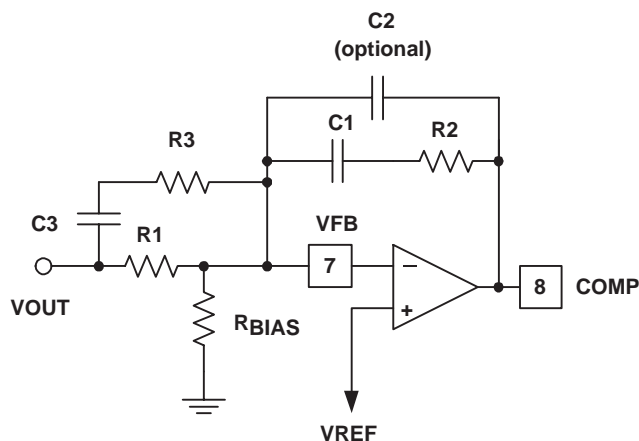 C2
(optional)
C1
R2
R3
C3
R1
VFB
7
8
COMP
VOUT
RBIAS
VREF